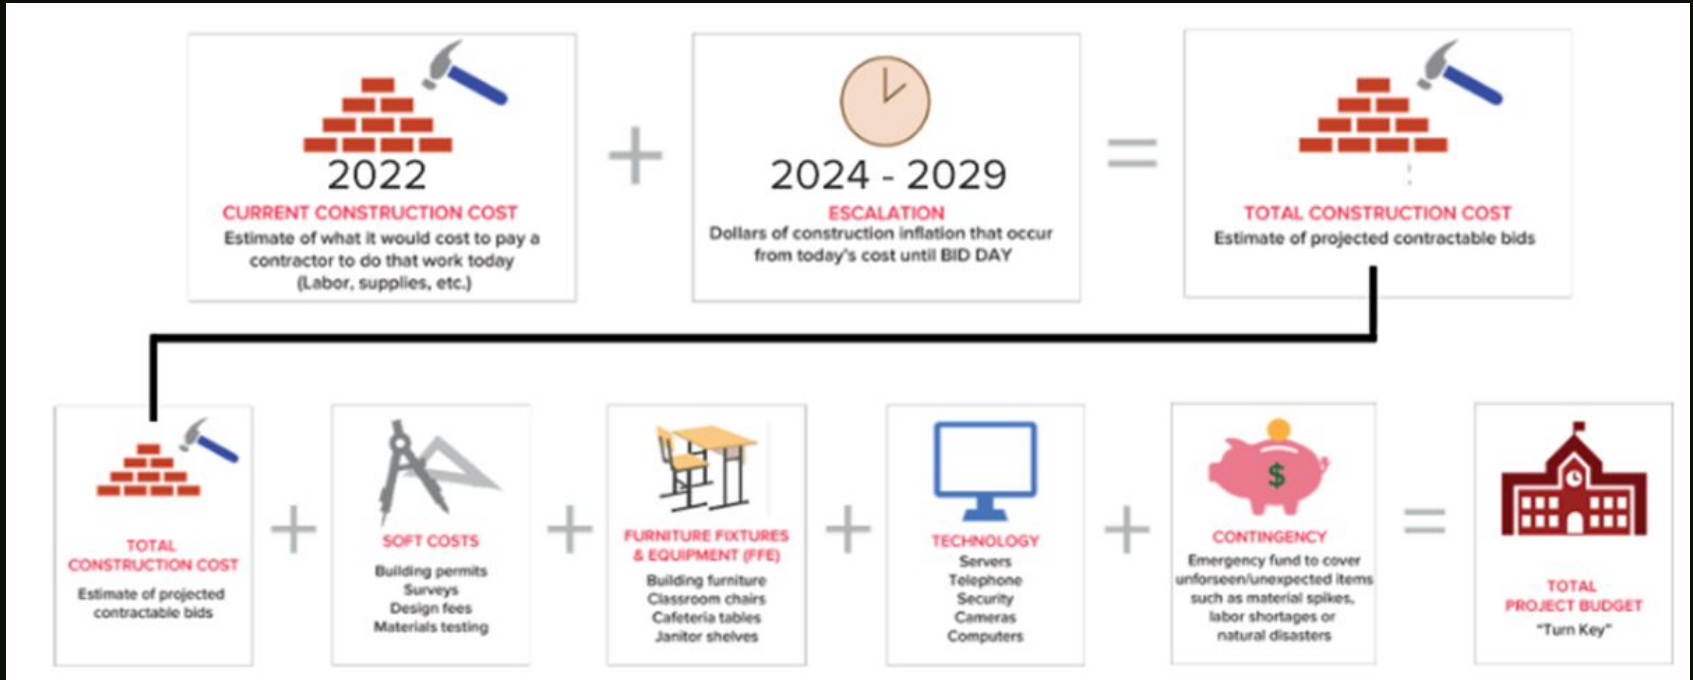 2022
CURRENT CONSTRUCTION COST
Estimate of what it would cost to pay a
contractor to do that work today
(Labor, supplies, etc.)
+
2024 - 2029
ESCALATION
Dollars of construction inflation that occur
from today's cost until BID DAY
=
TOTAL CONSTRUCTION COST
Estimate of projected contractable bids
TOTAL
CONSTRUCTION COST
Estimate of projected
contractable bids
+
SOFT COSTS
Building permits
Surveys
Design fees
Materials testing
+
FURNITURE FIXTURES
& EQUIPMENT (FFE)
Building furniture
Classroom chairs
Cafeteria tables
Janitor shelves
+
TECHNOLOGY
Servers
Telephone
Security
Cameras
Computers
+
$
CONTINGENCY
Emergency fund to cover
unforseen/unexpected items
such as material spikes,
labor shortages or
natural disasters
=
TOTAL
PROJECT BUDGET
"Turn Key"